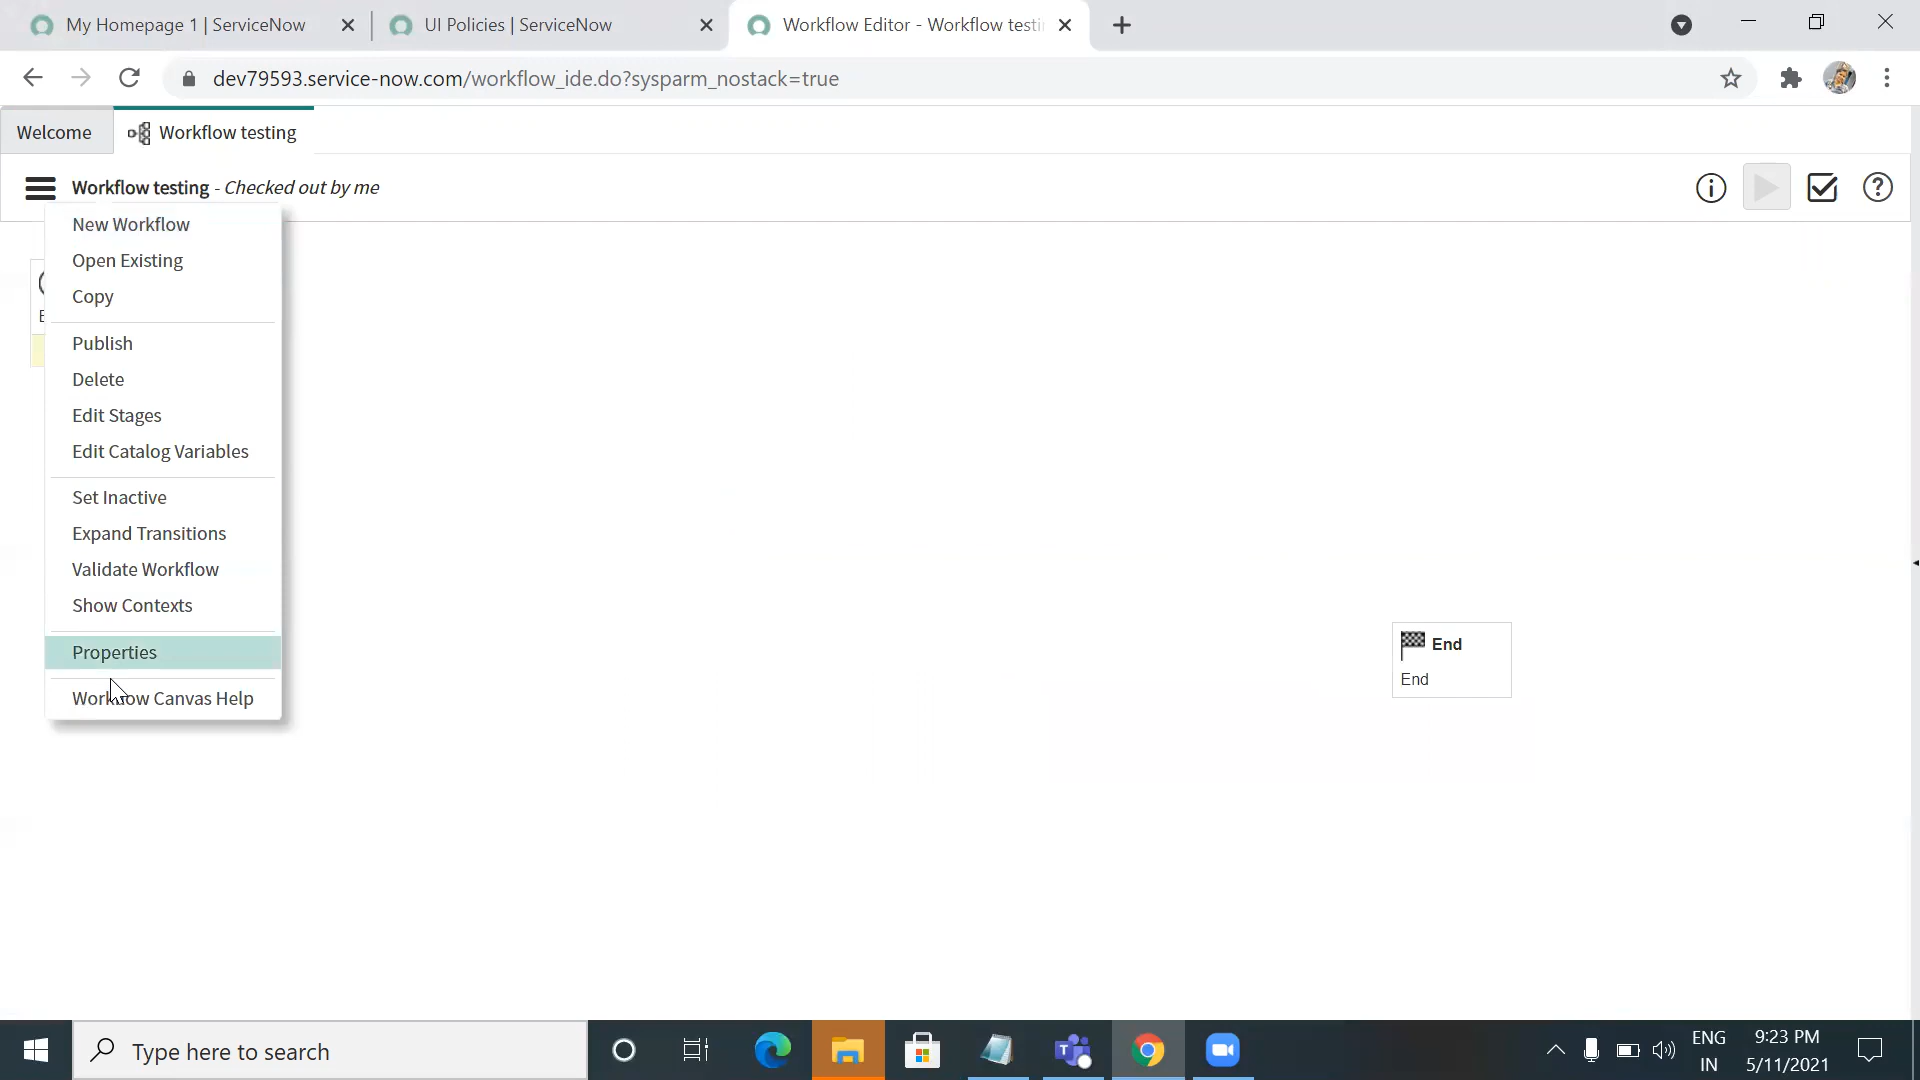 My Homepage 1 | ServiceNow
UI Policies | ServiceNow
Workflow Editor - Workflow testi
dev79593.service-now.com/workflow_ide.do?sysparm_nostack=true
Welcome
Workflow testing
Workflow testing - Checked out by me
New Workflow
Open Existing
Copy
Publish
Delete
Edit Stages
Edit Catalog Variables
Set Inactive
Expand Transitions
Validate Workflow
Show Contexts
Properties
Workflow Canvas Help
End
End
Type here to search
ENG
IN
9:23 PM
5/11/2021